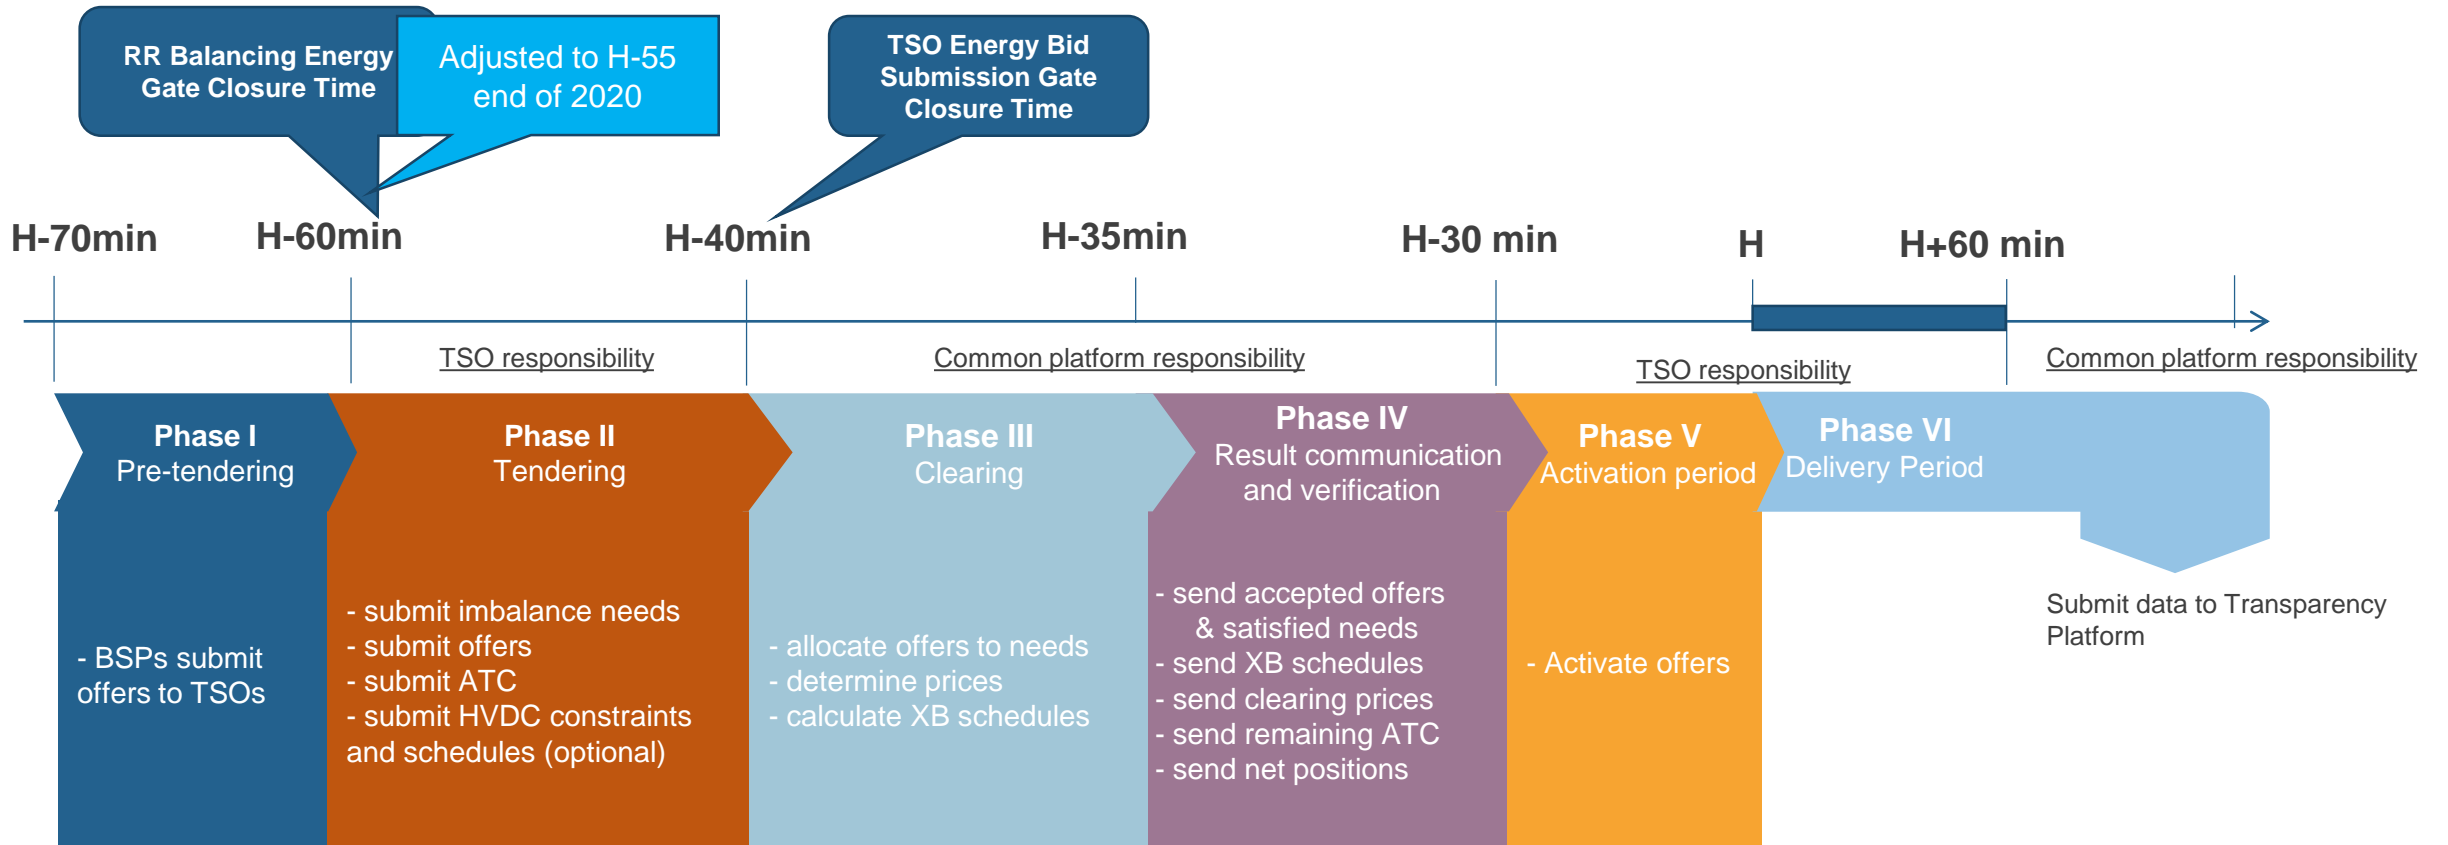 RR Balancing Energy
Gate Closure Time
Adjusted to H-55
end of 2020
TSO Energy Bid
Submission Gate
Closure Time
H-70min
H-60min
H-40min
H-35min
H-30 min
H
H+60 min
TSO responsibility
Common platform responsibility
TSO responsibility
Common platform responsibility
Phase I
Pre-tendering
Phase II
Tendering
Phase III
Clearing
Phase IV
Result communication
and verification
Phase V
Activation period
Phase VI
Delivery Period
- BSPs submit
offers to TSOs
- submit imbalance needs
- submit offers
- submit ATC
- submit HVDC constraints
and schedules (optional)
- allocate offers to needs
- determine prices
- calculate XB schedules
- send accepted offers
& satisfied needs
- send XB schedules
- send clearing prices
- send remaining ATC
- send net positions
- Activate offers
Submit data to Transparency
Platform